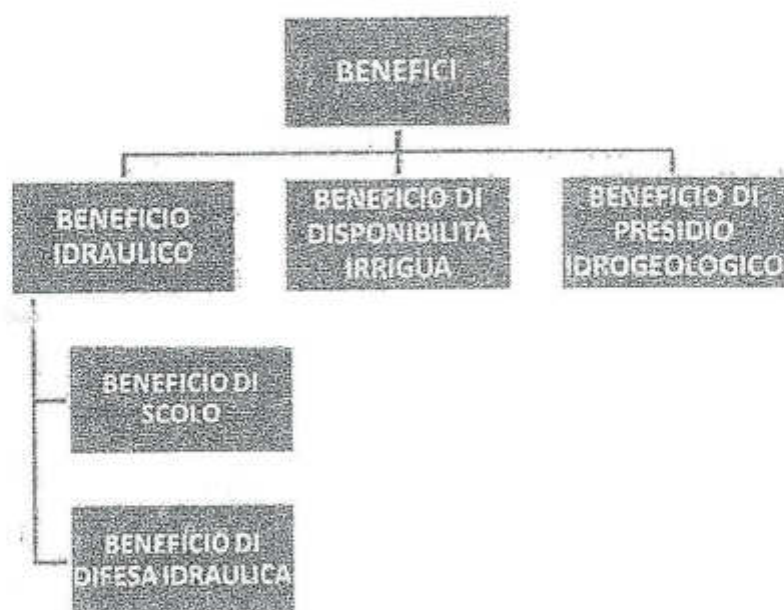 BENEFICI
BENEFICIO
IDRAULICO
BENEFICIO DI
DISPONIBILITÀ
IRRIGUA
BENEFICIO DI
PRESIDIO
IDROGEOLOGICO
BENEFICIO DI
SCOLO
BENEFICIO DI
DIFESA IDRAULICA